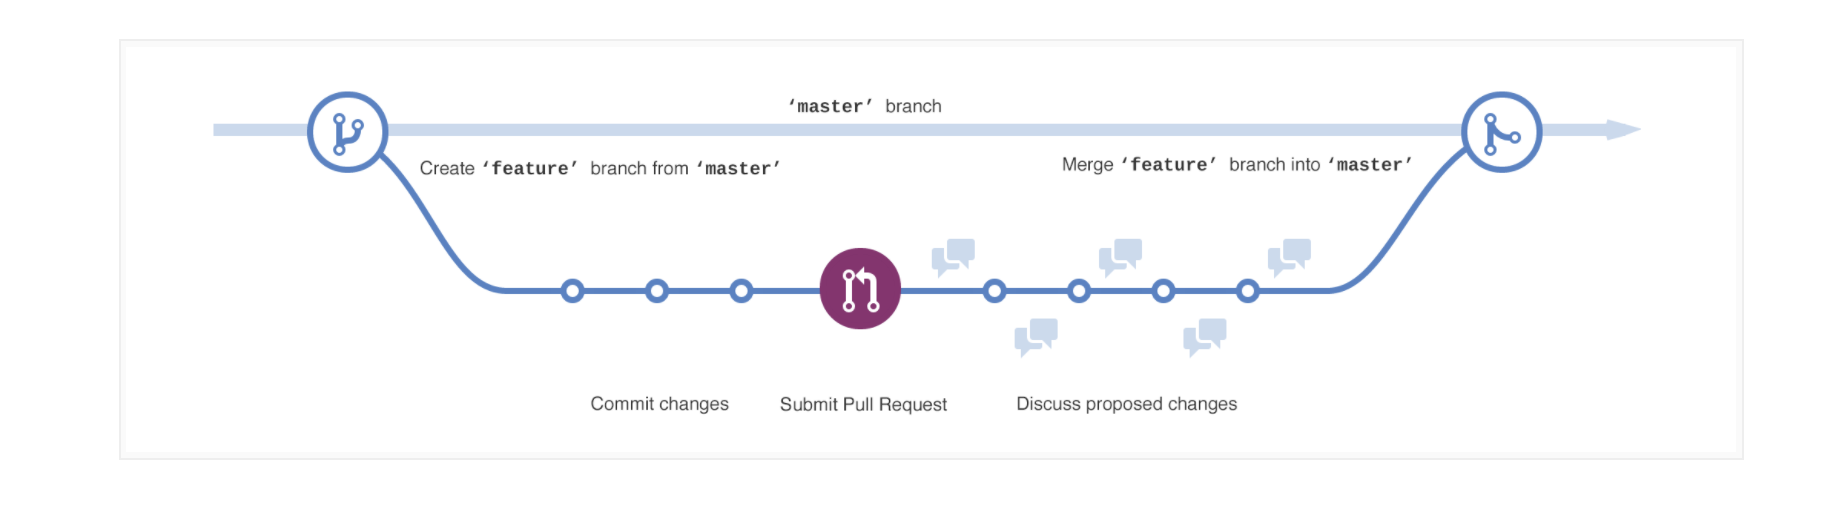 ‘master’ branch
Create ‘feature’ branch from ‘master’
Merge ‘feature’ branch into ‘master’
Commit changes
Submit Pull Request
Discuss proposed changes